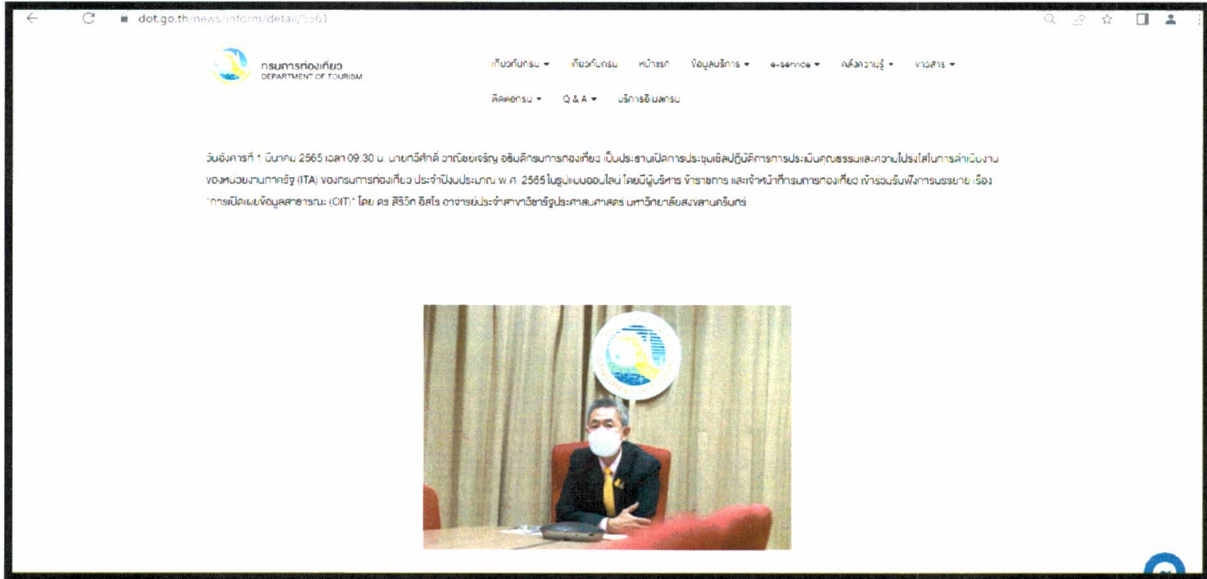 dot.go.th/news/inform/detail/5561
กรมการท่องเที่ยว
DEPARTMENT OF TOURISM
เกี่ยวกับกรม เกี่ยวกับกรม หน้าแรก ข้อมูลบริการ e-service คลังความรู้ ข่าวสาร
ติดต่อกรม Q & A บริการอีเมลกรม
วันอังคารที่ 1 มีนาคม 2565 เวลา 09.30 น. นายทวีศักดิ์ วาณิชย์เจริญ อธิบดีกรมการท่องเที่ยว เป็นประธานเปิดการประชุมเชิงปฏิบัติการการประเมินคุณธรรมและความโปร่งใสในการดำเนินงาน
ของหน่วยงานภาครัฐ (ITA) ของกรมการท่องเที่ยว ประจำปีงบประมาณ พ.ศ. 2565 ในรูปแบบออนไลน์ โดยมีผู้บริหาร ข้าราชการ และเจ้าหน้าที่กรมการท่องเที่ยว เข้าร่วมรับฟังการบรรยาย เรื่อง
"การเปิดเผยข้อมูลสาธารณะ (OIT)" โดย ดร.สิริวิท อิสโร อาจารย์ประจำสาขาวิชารัฐประศาสนศาสตร์ มหาวิทยาลัยสงขลานครินทร์